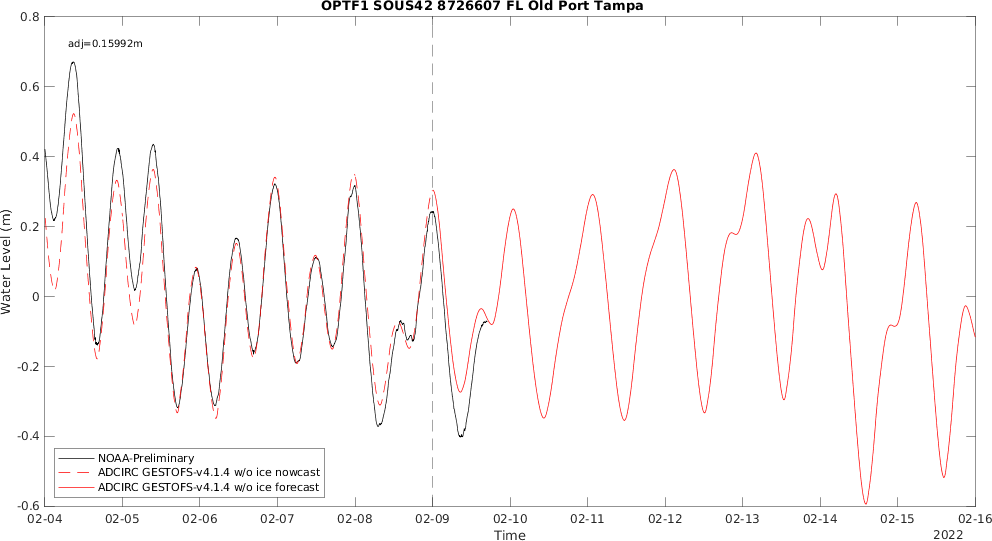 OPTF1 SOUS42 8726607 FL Old Port Tampa
adj=0.15992m
0.8
0.6
0.4
0.2
0
-0.2
-0.4
-0.6
Water Level (m)
NOAA-Preliminary
ADCIRC GESTOFS-v4.1.4 w/o ice nowcast
ADCIRC GESTOFS-v4.1.4 w/o ice forecast
02-04 02-05 02-06 02-07 02-08 02-09 02-10 02-11 02-12 02-13 02-14 02-15 02-16
Time
2022